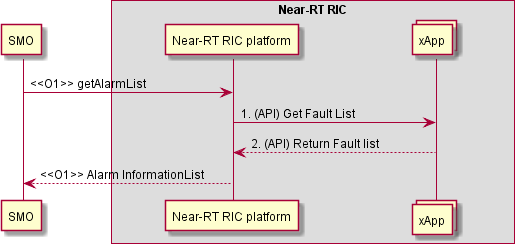 Near-RT RIC
SMO
Near-RT RIC platform
xApp
<<O1>> getAlarmList
1. (API) Get Fault List
2. (API) Return Fault list
<<O1>> Alarm InformationList
SMO
Near-RT RIC platform
xApp